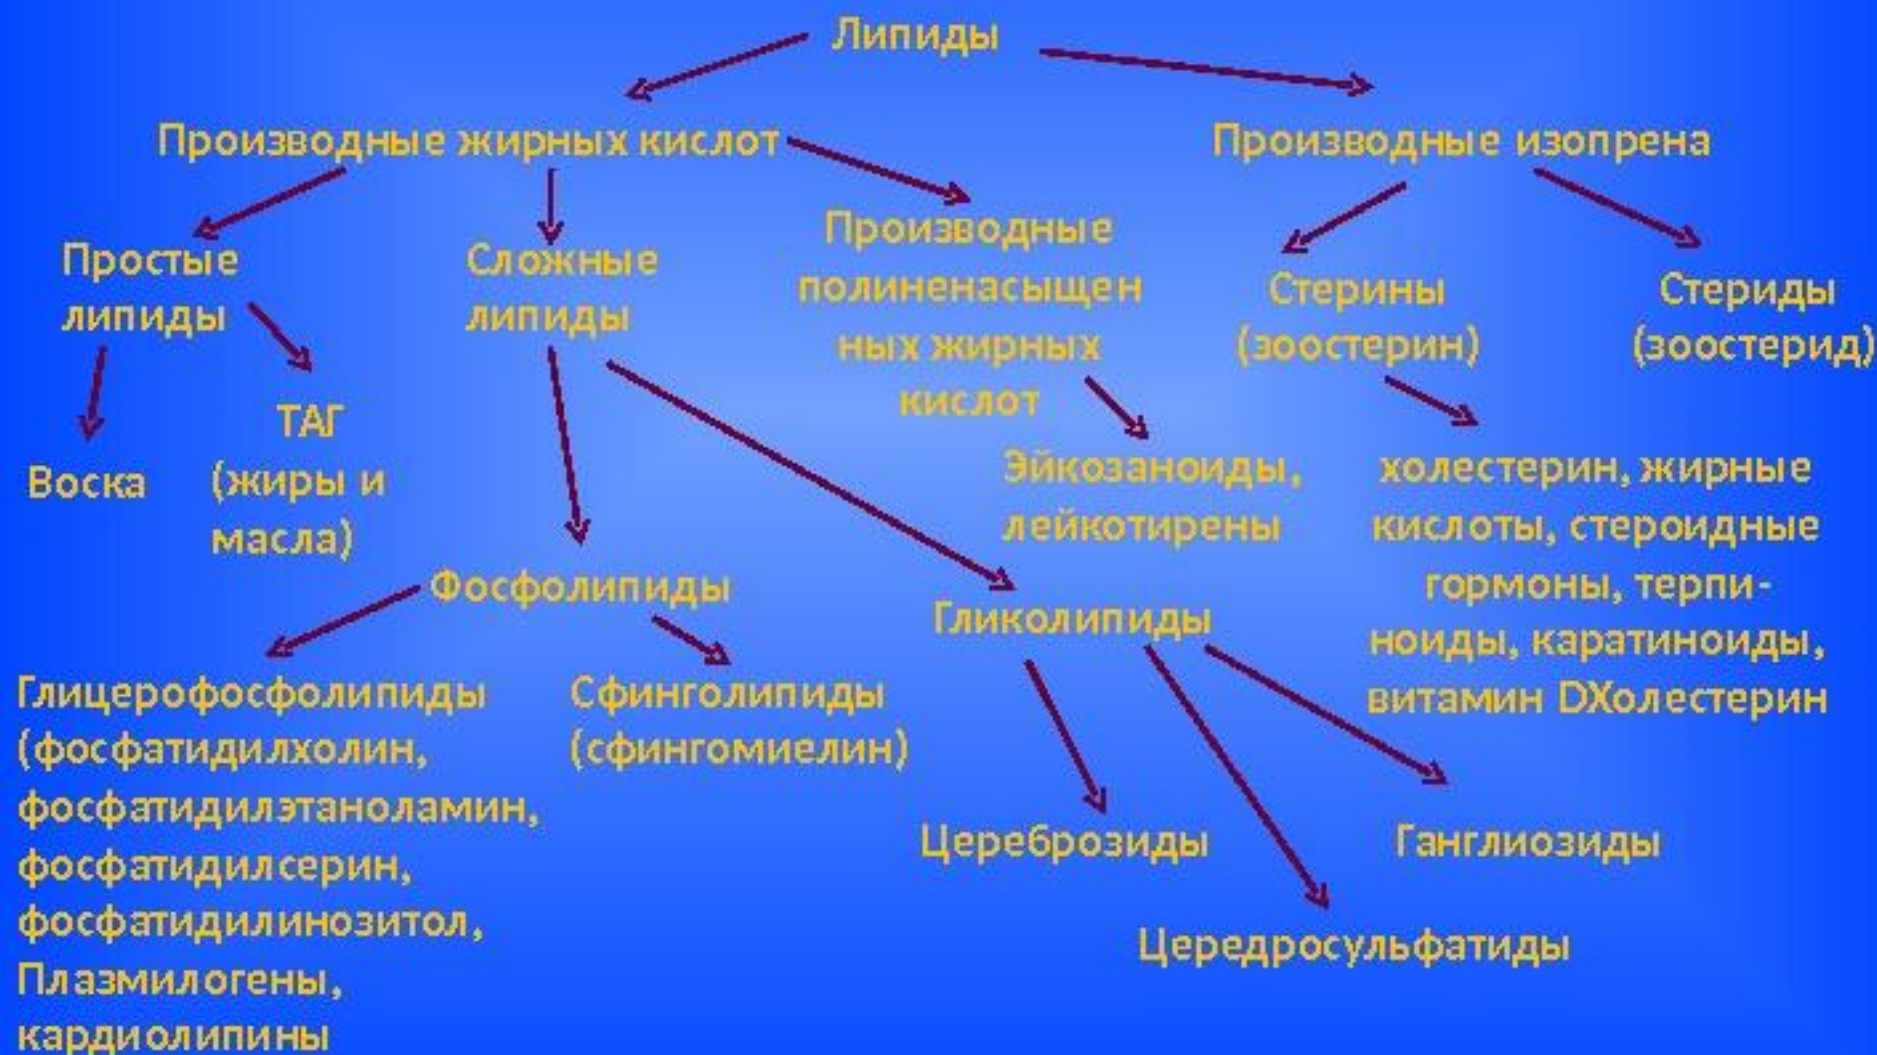 Липиды
Производные жирных кислот
Производные изопрена
Простые
липиды
Сложные
липиды
Производные
полиненасыщен
ных жирных
кислот
Стерины
(зоостерин)
Стериды
(зоостерид)
Воска
ТАГ
(жиры и
масла)
Эйкозаноиды,
лейкотирены
холестерин, жирные
кислоты, стероидные
гормоны, терпи-
ноиды, каратиноиды,
витамин DХолестерин
Фосфолипиды
Гликолипиды
Глицерофосфолипиды
(фосфатидилхолин,
фосфатидилэтаноламин,
фосфатидилсерин,
фосфатидилинозитол,
Плазмилогены,
кардиолипины
Сфинголипиды
(сфингомиелин)
Цереброзиды
Ганглиозиды
Цередросульфатиды